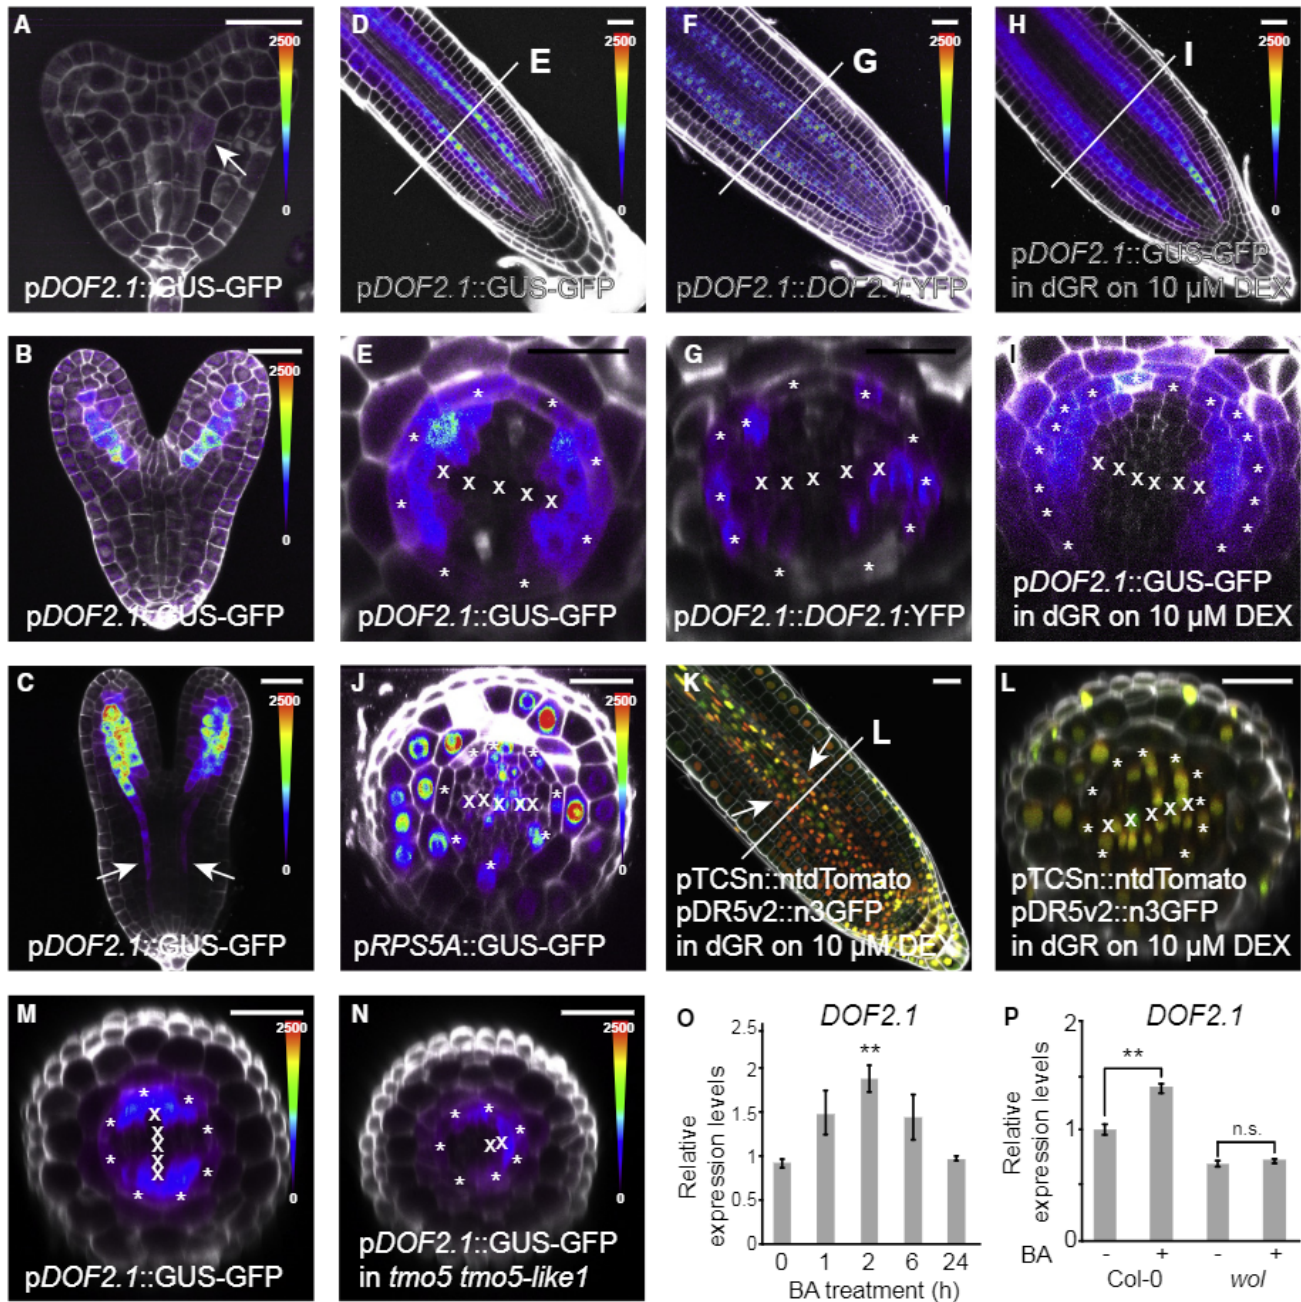 A
2500
0
pDOF2.1::GUS-GFP
D
E
2500
0
pDOF2.1::GUS-GFP
F
G
2500
0
pDOF2.1::DOF2.1:YFP
H
I
2500
0
pDOF2.1::GUS-GFP
in dGR on 10 µM DEX
B
2500
0
pDOF2.1::GUS-GFP
E
* * * * * * * *
X X X X X
pDOF2.1::GUS-GFP
G
* * * * * * * * *
X X X X X
pDOF2.1::DOF2.1:YFP
I
* * * * * * * * * * * * *
X X X X X X
pDOF2.1::GUS-GFP
in dGR on 10 µM DEX
C
2500
0
pDOF2.1::GUS-GFP
J
2500
0
* * * * * * *
X X X X X
pRPS5A::GUS-GFP
K
L
pTCSn::ntdTomato
pDR5v2::n3GFP
in dGR on 10 µM DEX
L
* * * * * * * * *
X X X X X
pTCSn::ntdTomato
pDR5v2::n3GFP
in dGR on 10 µM DEX
M
2500
0
* * * * * * * *
X X X X X
pDOF2.1::GUS-GFP
N
2500
0
* * * * * * *
X X
pDOF2.1::GUS-GFP
in tmo5 tmo5-like1
O
DOF2.1
Relative
expression levels
2.5
2
1.5
1
0.5
0
**
0 1 2 6 24
BA treatment (h)
P
DOF2.1
Relative
expression levels
2
1
0
**
n.s.
BA - + - +
Col-0 wol